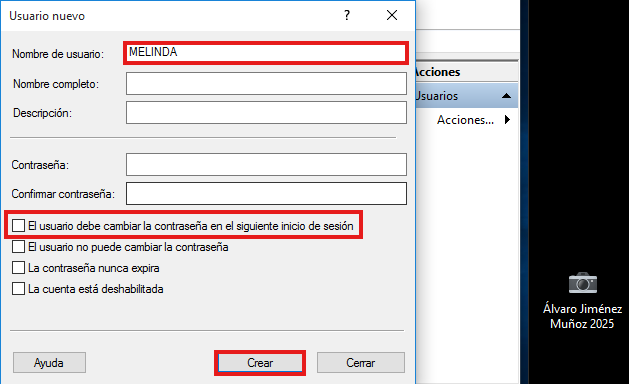 Usuario nuevo
?
Nombre de usuario: MELINDA
Nombre completo:
Descripción:
Contraseña:
Confirmar contraseña:
El usuario debe cambiar la contraseña en el siguiente inicio de sesión
El usuario no puede cambiar la contraseña
La contraseña nunca expira
La cuenta está deshabilitada
Ayuda
Crear
Cerrar
Acciones
Usuarios
Acciones...
Álvaro Jiménez
Muñoz 2025